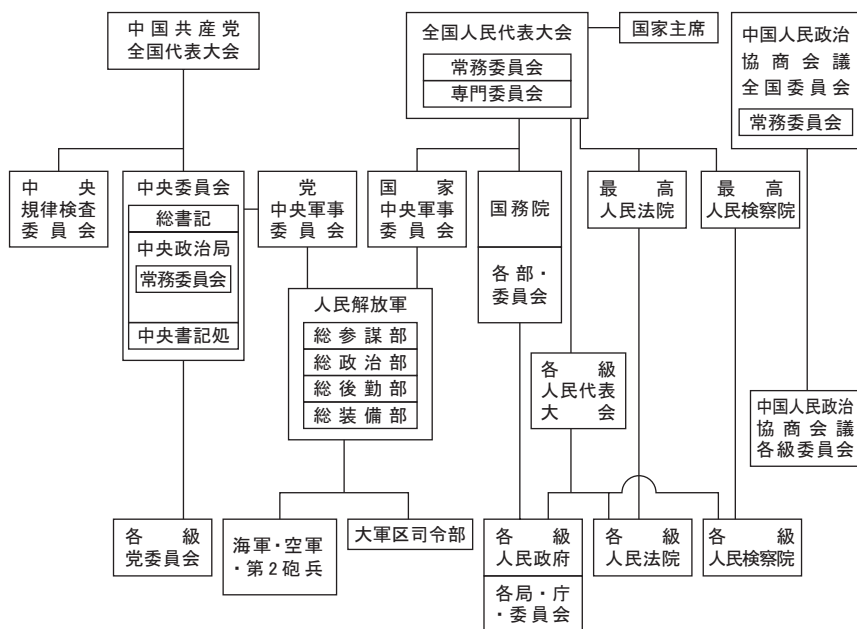 中国共産党
全国代表大会
全国人民代表大会
常務委員会
専門委員会
国家主席
中国人民政治
協商会議
全国委員会
常務委員会
中央
規律検査
委員会
中央委員会
総書記
中央政治局
常務委員会
中央書記処
党
中央軍事
委員会
国家
中央軍事
委員会
国務院
各部・
委員会
最高
人民法院
最高
人民検察院
人民解放軍
総参謀部
総政治部
総後勤部
総装備部
各級
人民代表
大会
中国人民政治
協商会議
各級委員会
各級
党委員会
海軍・空軍
・第2砲兵
大軍区司令部
各級
人民政府
各局・庁
・委員会
各級
人民法院
各級
人民検察院